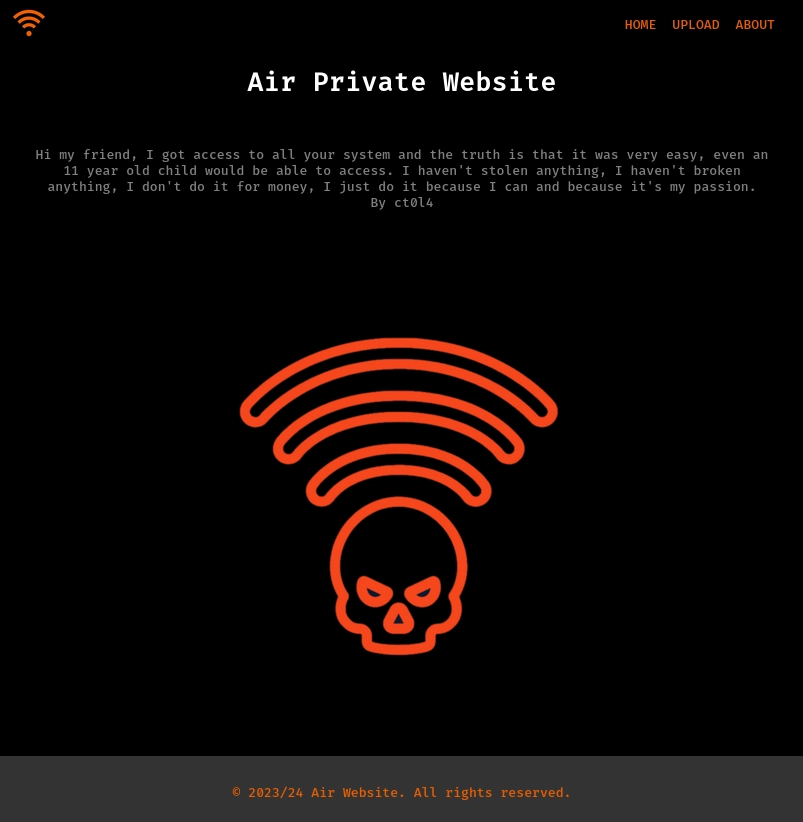 HOME UPLOAD ABOUT
Air Private Website
Hi my friend, I got access to all your system and the truth is that it was very easy, even an
11 year old child would be able to access. I haven't stolen anything, I haven't broken
anything, I don't do it for money, I just do it because I can and because it's my passion.
By ct0l4
© 2023/24 Air Website. All rights reserved.